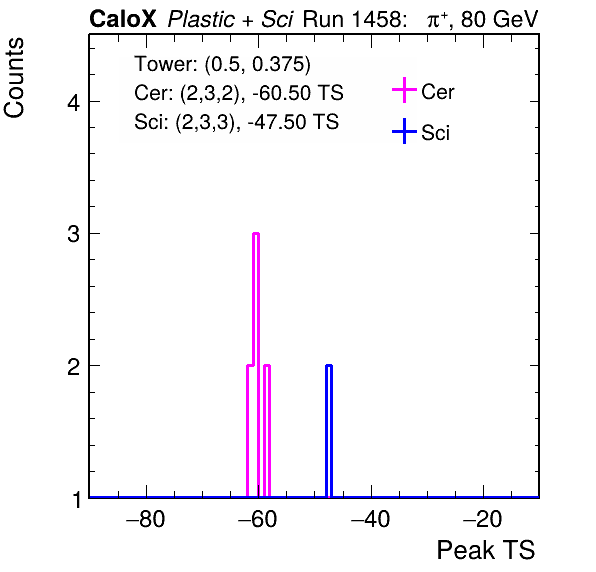 CaloX Plastic + Sci Run 1458: π⁺, 80 GeV
Counts
Tower: (0.5, 0.375)
Cer: (2,3,2), -60.50 TS
Sci: (2,3,3), -47.50 TS
Cer
Sci
4
3
2
1
−80 −60 −40 −20
Peak TS